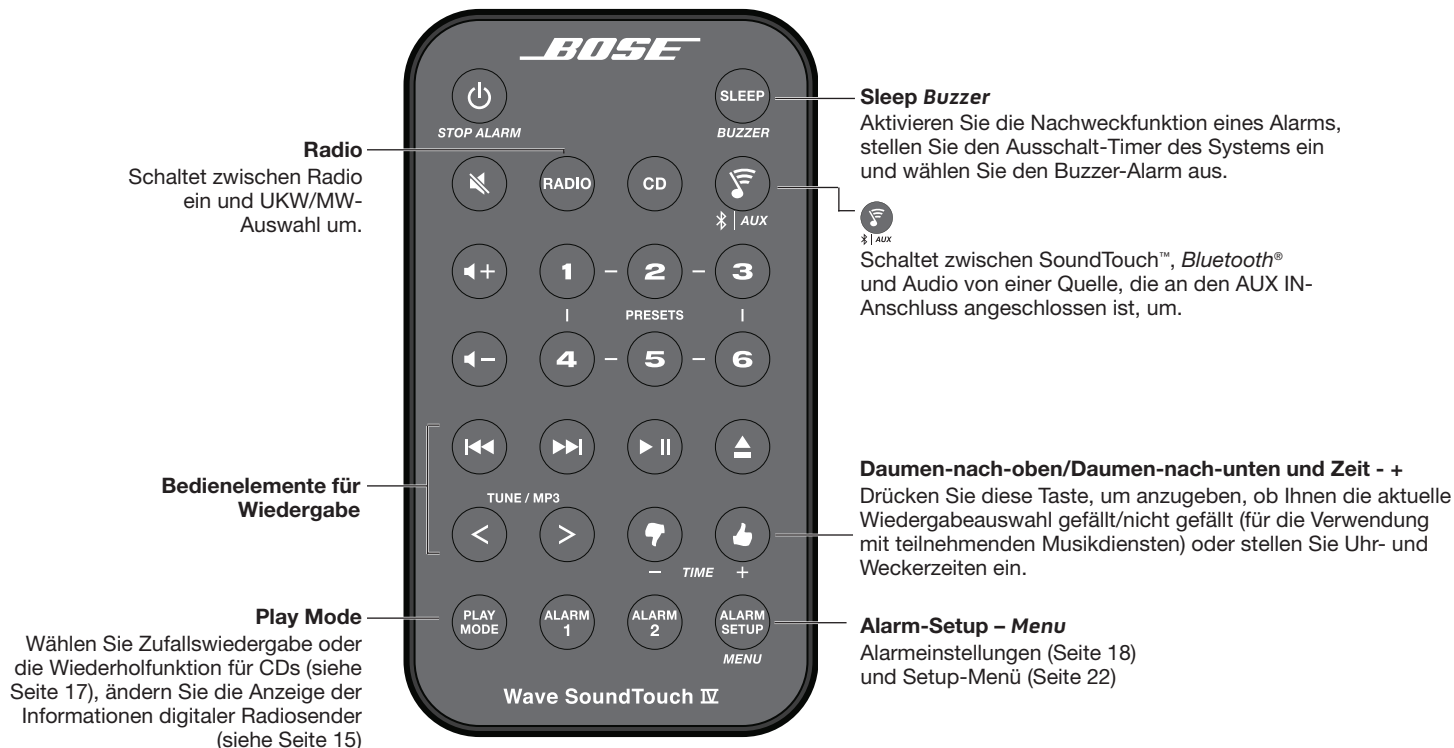 BOSE
SLEEP
STOP ALARM
BUZZER
RADIO
CD
AUX
1 – 2 – 3
PRESETS
4 – 5 – 6
TUNE / MP3
< >
– TIME +
PLAY
MODE
ALARM
1
ALARM
2
ALARM
SETUP
MENU
Wave SoundTouch IV
Radio
Schaltet zwischen Radio
ein und UKW/MW-
Auswahl um.
Bedienelemente für
Wiedergabe
Play Mode
Wählen Sie Zufallswiedergabe oder
die Wiederholfunktion für CDs (siehe
Seite 17), ändern Sie die Anzeige der
Informationen digitaler Radiosender
(siehe Seite 15)
Sleep Buzzer
Aktivieren Sie die Nachweckfunktion eines Alarms,
stellen Sie den Ausschalt-Timer des Systems ein
und wählen Sie den Buzzer-Alarm aus.
AUX
Schaltet zwischen SoundTouch™, Bluetooth®
und Audio von einer Quelle, die an den AUX IN-
Anschluss angeschlossen ist, um.
Daumen-nach-oben/Daumen-nach-unten und Zeit - +
Drücken Sie diese Taste, um anzugeben, ob Ihnen die aktuelle
Wiedergabeauswahl gefällt/nicht gefällt (für die Verwendung
mit teilnehmenden Musikdiensten) oder stellen Sie Uhr- und
Weckerzeiten ein.
Alarm-Setup – Menu
Alarmeinstellungen (Seite 18)
und Setup-Menü (Seite 22)